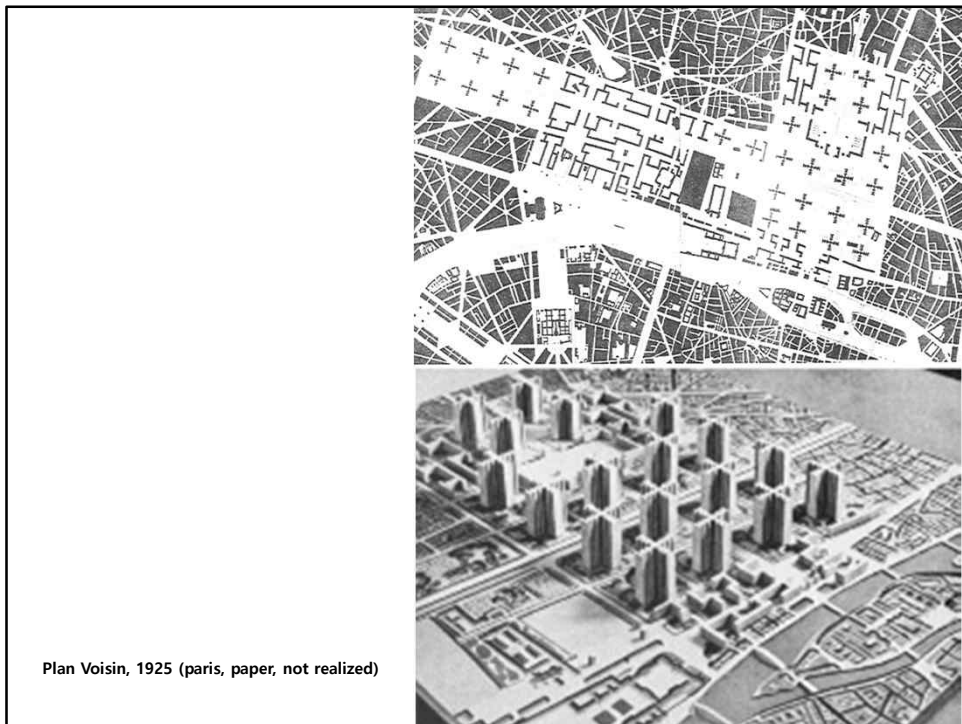 Plan Voisin, 1925 (paris, paper, not realized)